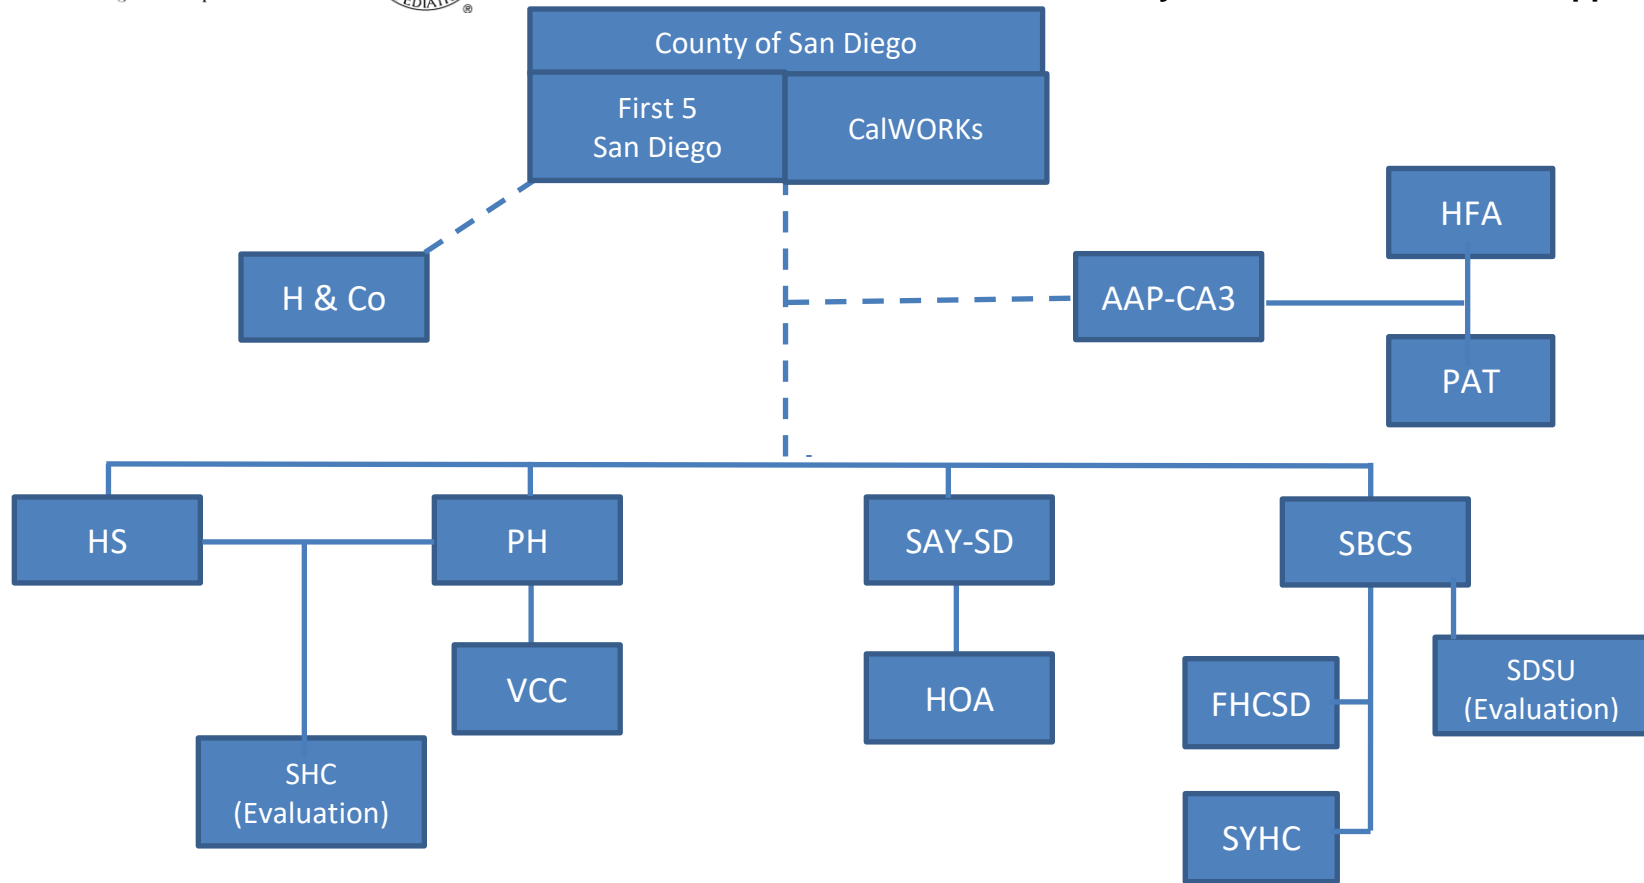 EDIATR
®
County of San Diego
First 5
San Diego
CalWORKs
HFA
H & Co
AAP-CA3
PAT
HS
PH
SAY-SD
SBCS
VCC
HOA
FHCSD
SDSU
(Evaluation)
SHC
(Evaluation)
SYHC